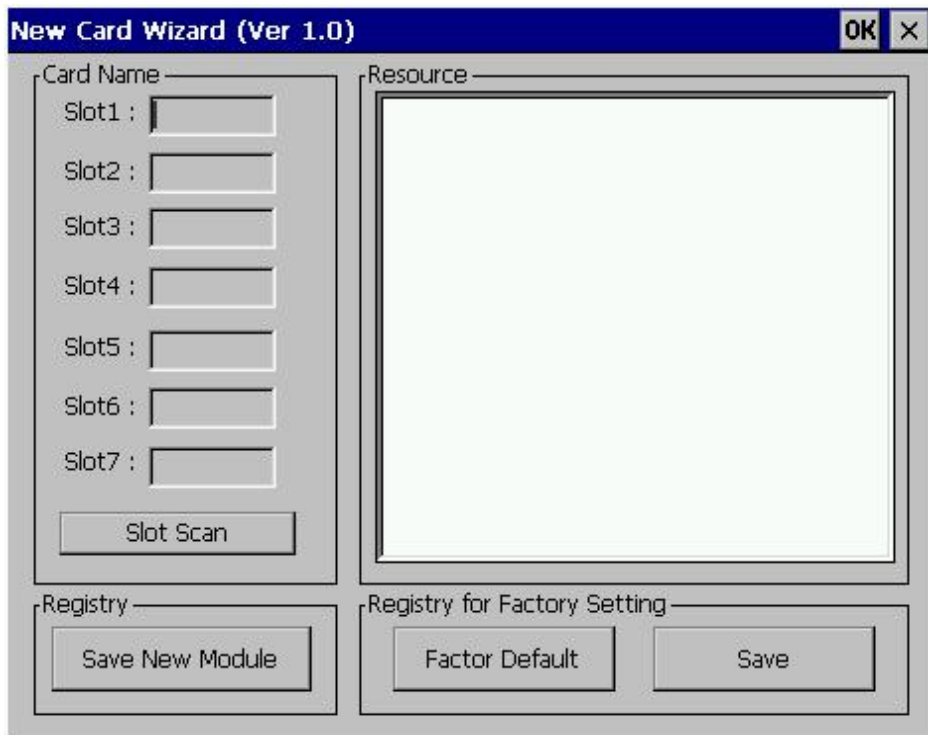 New Card Wizard (Ver 1.0) OK ×
Card Name
Slot1 :
Slot2 :
Slot3 :
Slot4 :
Slot5 :
Slot6 :
Slot7 :
Slot Scan
Resource
Registry
Save New Module
Registry for Factory Setting
Factor Default
Save